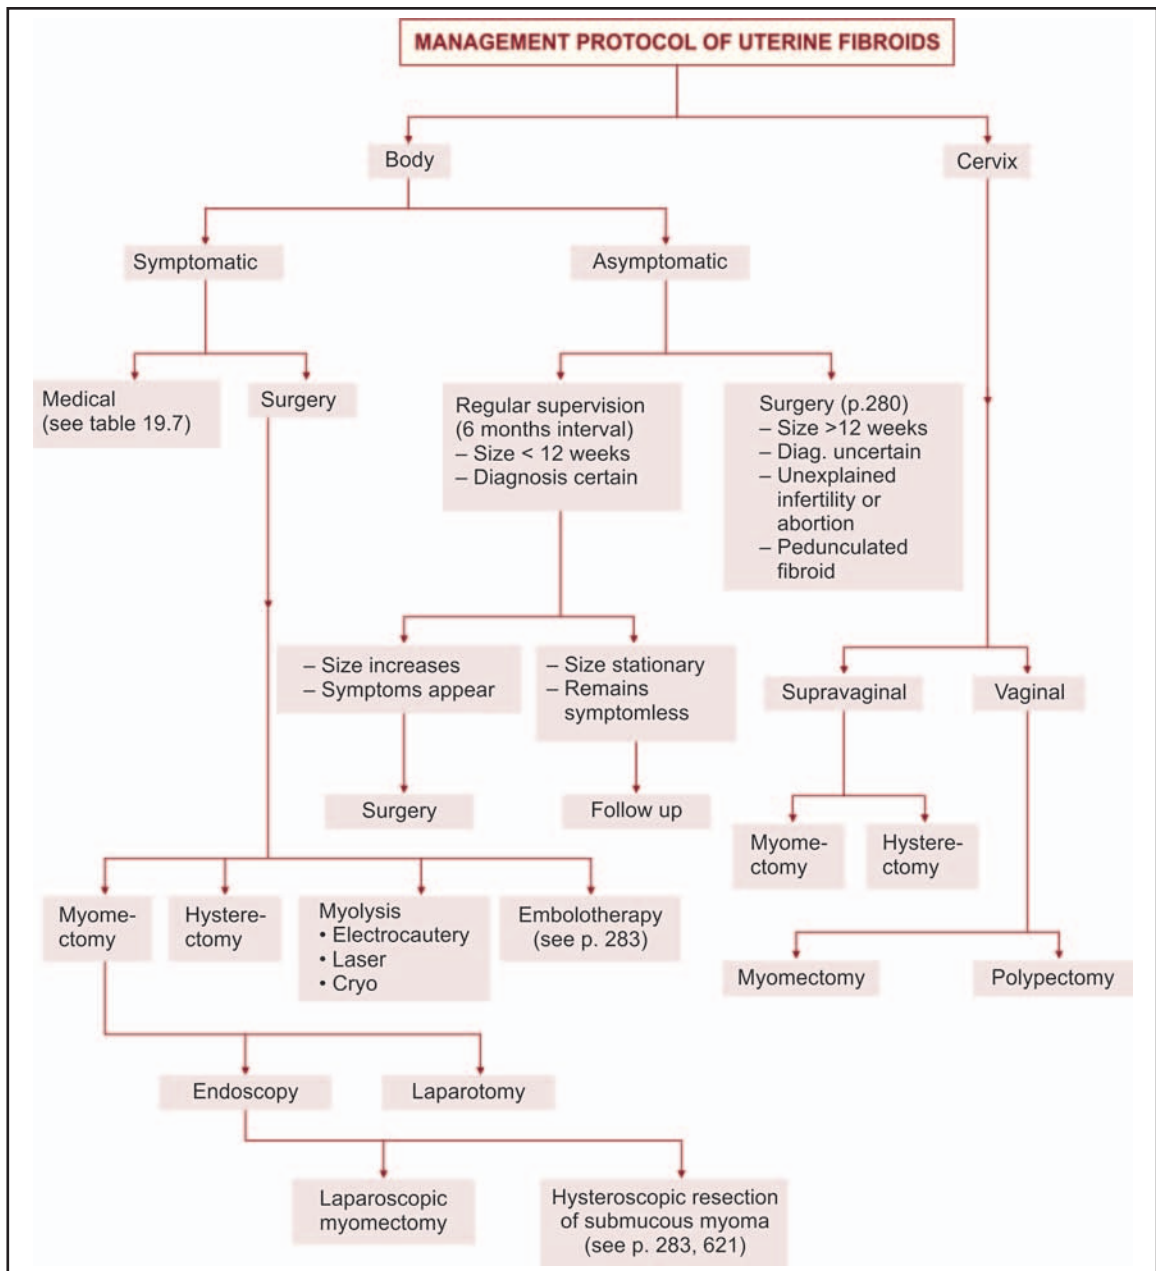 MANAGEMENT PROTOCOL OF UTERINE FIBROIDS
Body
Cervix
Symptomatic
Asymptomatic
Medical
(see table 19.7)
Surgery
Regular supervision
(6 months interval)
– Size < 12 weeks
– Diagnosis certain
Surgery (p.280)
– Size >12 weeks
– Diag. uncertain
– Unexplained
infertility or
abortion
– Pedunculated
fibroid
– Size increases
– Symptoms appear
– Size stationary
– Remains
symptomless
Supravaginal
Vaginal
Surgery
Follow up
Myome-
ctomy
Hystere-
ctomy
Myome-
ctomy
Hystere-
ctomy
Myolysis
• Electrocautery
• Laser
• Cryo
Embolotherapy
(see p. 283)
Myomectomy
Polypectomy
Endoscopy
Laparotomy
Laparoscopic
myomectomy
Hysteroscopic resection
of submucous myoma
(see p. 283, 621)